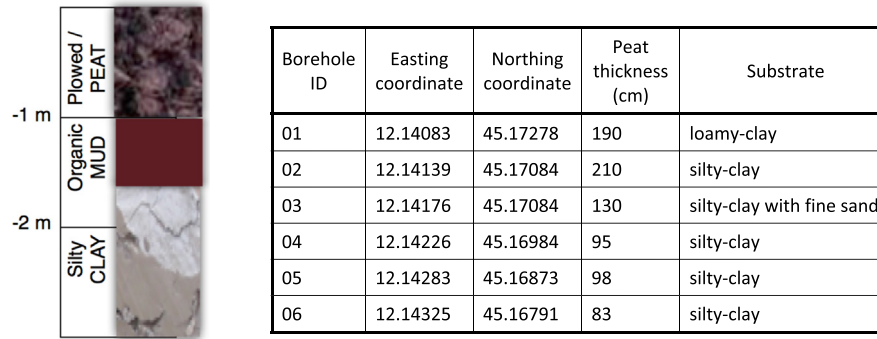 Plowed /
PEAT
-1 m
Organic
MUD
-2 m
Silty
CLAY
Borehole ID Easting coordinate Northing coordinate Peat thickness (cm) Substrate
01 12.14083 45.17278 190 loamy-clay
02 12.14139 45.17084 210 silty-clay
03 12.14176 45.17084 130 silty-clay with fine sand
04 12.14226 45.16984 95 silty-clay
05 12.14283 45.16873 98 silty-clay
06 12.14325 45.16791 83 silty-clay